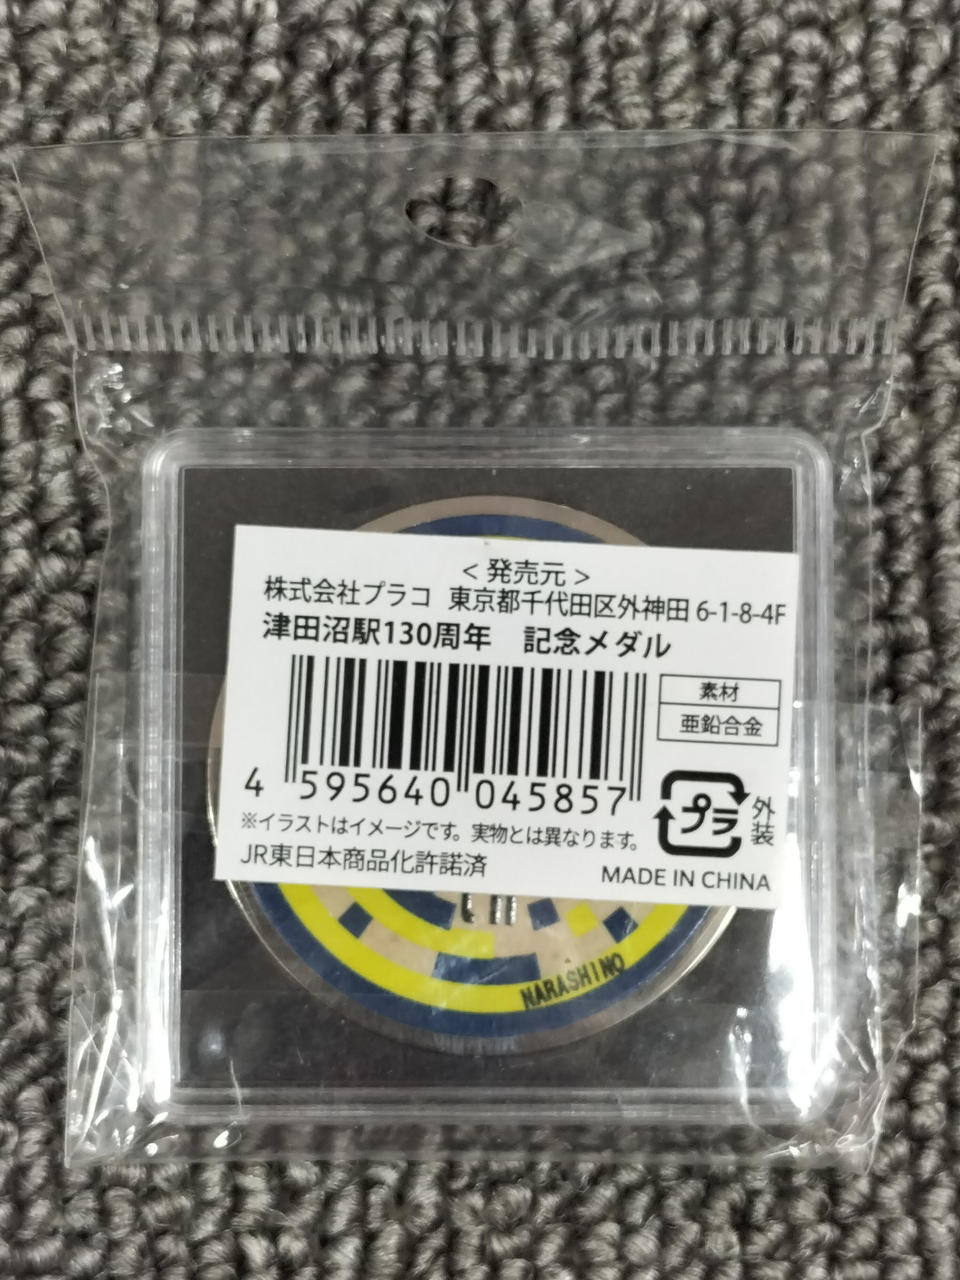 ＜発売元＞
株式会社プラコ　東京都千代田区外神田 6-1-8-4F
津田沼駅130周年　記念メダル
素材
亜鉛合金
4 595640 045857
プラ
外装
※イラストはイメージです。実物とは異なります。
JR東日本商品化許諾済
MADE IN CHINA
NARASHINO